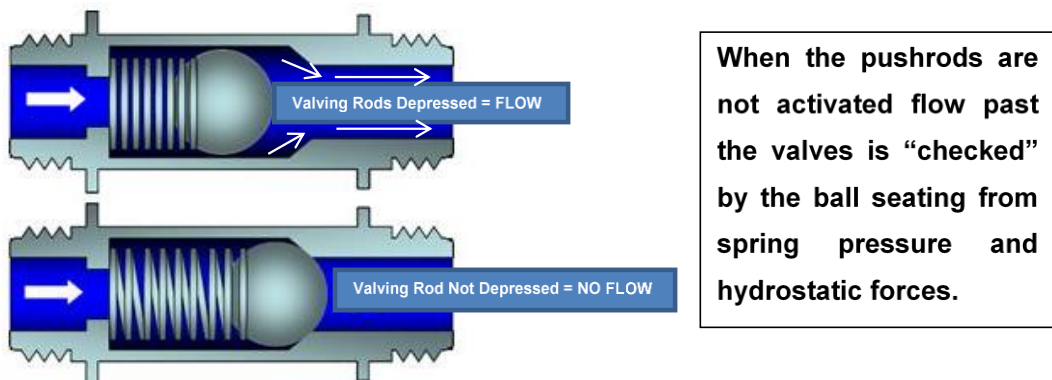 Valving Rods Depressed = FLOW
Valving Rod Not Depressed = NO FLOW
When the pushrods are
not activated flow past
the valves is “checked”
by the ball seating from
spring pressure and
hydrostatic forces.